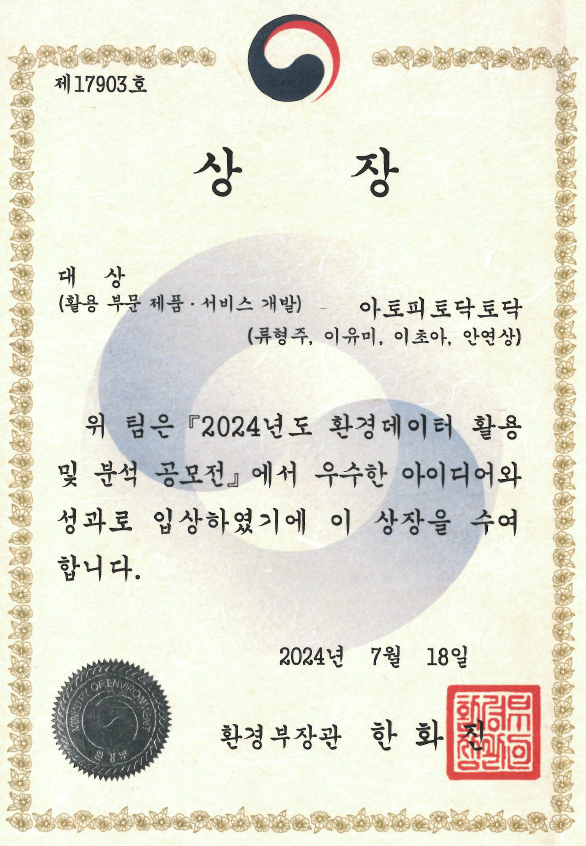 제17903호
상 장
대 상
(활용 부문 제품·서비스 개발)
아토피토닥토닥
(류형주, 이유미, 이초아, 안연상)
위 팀은 『2024년도 환경데이터 활용
및 분석 공모전』에서 우수한 아이디어와
성과로 입상하였기에 이 상장을 수여
합니다.
2024년 7월 18일
MINISTRY OF ENVIRONMENT
환경부
환경부장관 한화진